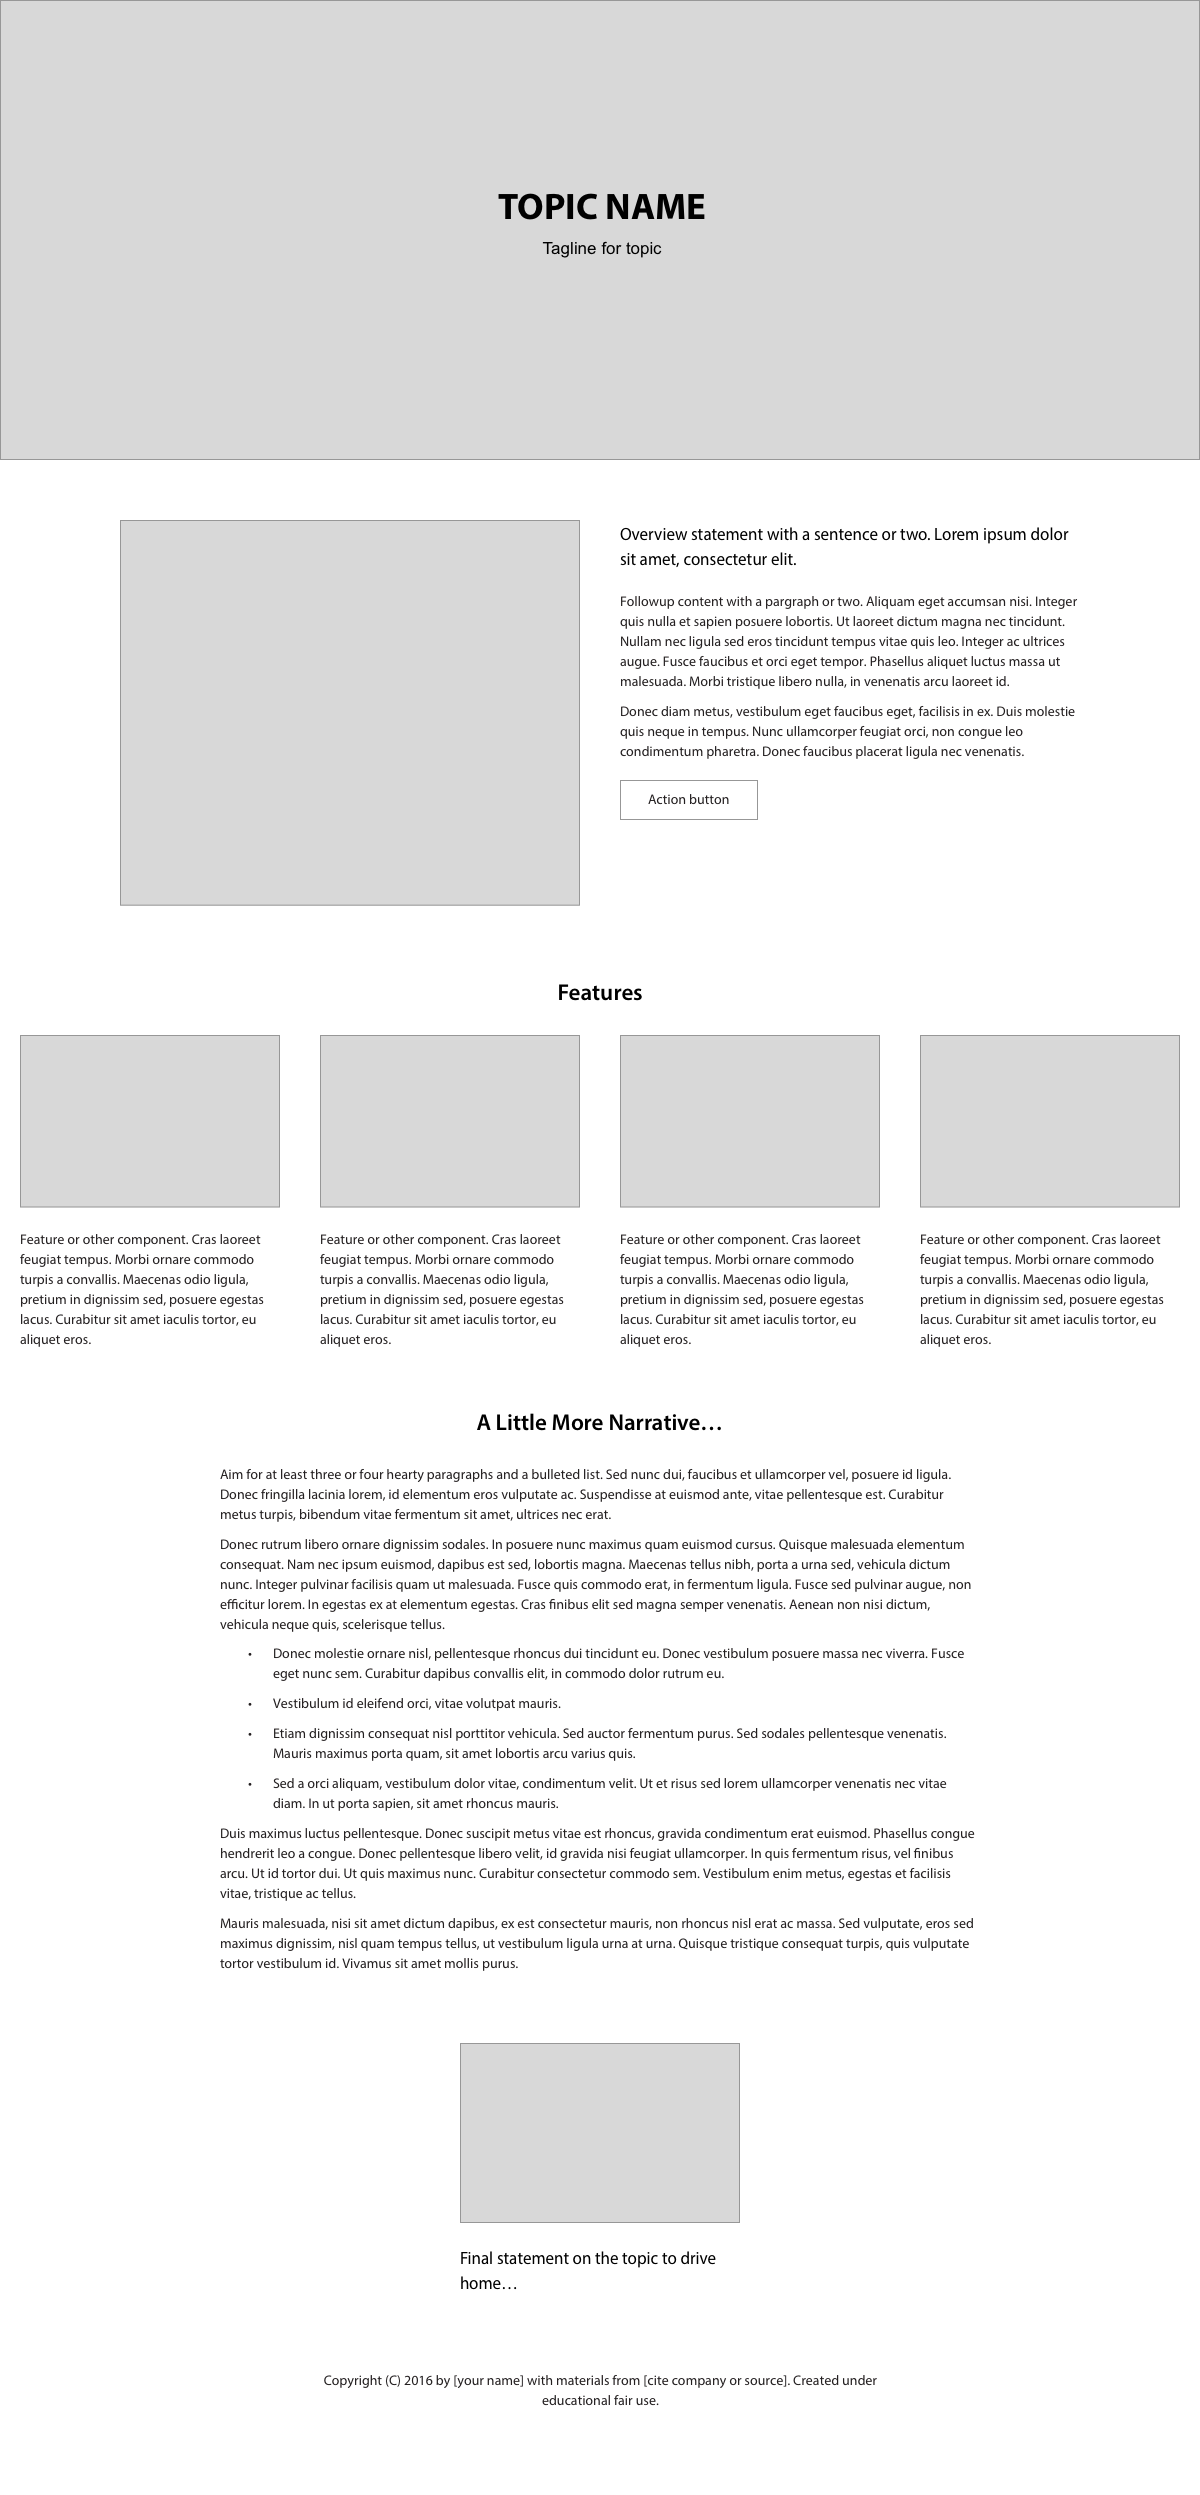 TOPIC NAME
Tagline for topic
Overview statement with a sentence or two. Lorem ipsum dolor
sit amet, consectetur elit.
Followup content with a pargraph or two. Aliquam eget accumsan nisi. Integer
quis nulla et sapien posuere lobortis. Ut laoreet dictum magna nec tincidunt.
Nullam nec ligula sed eros tincidunt tempus vitae quis leo. Integer ac ultrices
augue. Fusce faucibus et orci eget tempor. Phasellus aliquet luctus massa ut
malesuada. Morbi tristique libero nulla, in venenatis arcu laoreet id.
Donec diam metus, vestibulum eget faucibus eget, facilisis in ex. Duis molestie
quis neque in tempus. Nunc ullamcorper feugiat orci, non congue leo
condimentum pharetra. Donec faucibus placerat ligula nec venenatis.
Action button
Features
Feature or other component. Cras laoreet
feugiat tempus. Morbi ornare commodo
turpis a convallis. Maecenas odio ligula,
pretium in dignissim sed, posuere egestas
lacus. Curabitur sit amet iaculis tortor, eu
aliquet eros.
Feature or other component. Cras laoreet
feugiat tempus. Morbi ornare commodo
turpis a convallis. Maecenas odio ligula,
pretium in dignissim sed, posuere egestas
lacus. Curabitur sit amet iaculis tortor, eu
aliquet eros.
Feature or other component. Cras laoreet
feugiat tempus. Morbi ornare commodo
turpis a convallis. Maecenas odio ligula,
pretium in dignissim sed, posuere egestas
lacus. Curabitur sit amet iaculis tortor, eu
aliquet eros.
Feature or other component. Cras laoreet
feugiat tempus. Morbi ornare commodo
turpis a convallis. Maecenas odio ligula,
pretium in dignissim sed, posuere egestas
lacus. Curabitur sit amet iaculis tortor, eu
aliquet eros.
A Little More Narrative…
Aim for at least three or four hearty paragraphs and a bulleted list. Sed nunc dui, faucibus et ullamcorper vel, posuere id ligula.
Donec fringilla lacinia lorem, id elementum eros vulputate ac. Suspendisse at euismod ante, vitae pellentesque est. Curabitur
metus turpis, bibendum vitae fermentum sit amet, ultrices nec erat.
Donec rutrum libero ornare dignissim sodales. In posuere nunc maximus quam euismod cursus. Quisque malesuada elementum
consequat. Nam nec ipsum euismod, dapibus est sed, lobortis magna. Maecenas tellus nibh, porta a urna sed, vehicula dictum
nunc. Integer pulvinar facilisis quam ut malesuada. Fusce quis commodo erat, in fermentum ligula. Fusce sed pulvinar augue, non
efficitur lorem. In egestas ex at elementum egestas. Cras finibus elit sed magna semper venenatis. Aenean non nisi dictum,
vehicula neque quis, scelerisque tellus.
• Donec molestie ornare nisl, pellentesque rhoncus dui tincidunt eu. Donec vestibulum posuere massa nec viverra. Fusce
eget nunc sem. Curabitur dapibus convallis elit, in commodo dolor rutrum eu.
• Vestibulum id eleifend orci, vitae volutpat mauris.
• Etiam dignissim consequat nisl porttitor vehicula. Sed auctor fermentum purus. Sed sodales pellentesque venenatis.
Mauris maximus porta quam, sit amet lobortis arcu varius quis.
• Sed a orci aliquam, vestibulum dolor vitae, condimentum velit. Ut et risus sed lorem ullamcorper venenatis nec vitae
diam. In ut porta sapien, sit amet rhoncus mauris.
Duis maximus luctus pellentesque. Donec suscipit metus vitae est rhoncus, gravida condimentum erat euismod. Phasellus congue
hendrerit leo a congue. Donec pellentesque libero velit, id gravida nisi feugiat ullamcorper. In quis fermentum risus, vel finibus
arcu. Ut id tortor dui. Ut quis maximus nunc. Curabitur consectetur commodo sem. Vestibulum enim metus, egestas et facilisis
vitae, tristique ac tellus.
Mauris malesuada, nisi sit amet dictum dapibus, ex est consectetur mauris, non rhoncus nisl erat ac massa. Sed vulputate, eros sed
maximus dignissim, nisl quam tempus tellus, ut vestibulum ligula urna at urna. Quisque tristique consequat turpis, quis vulputate
tortor vestibulum id. Vivamus sit amet mollis purus.
Final statement on the topic to drive
home…
Copyright (C) 2016 by [your name] with materials from [cite company or source]. Created under
educational fair use.